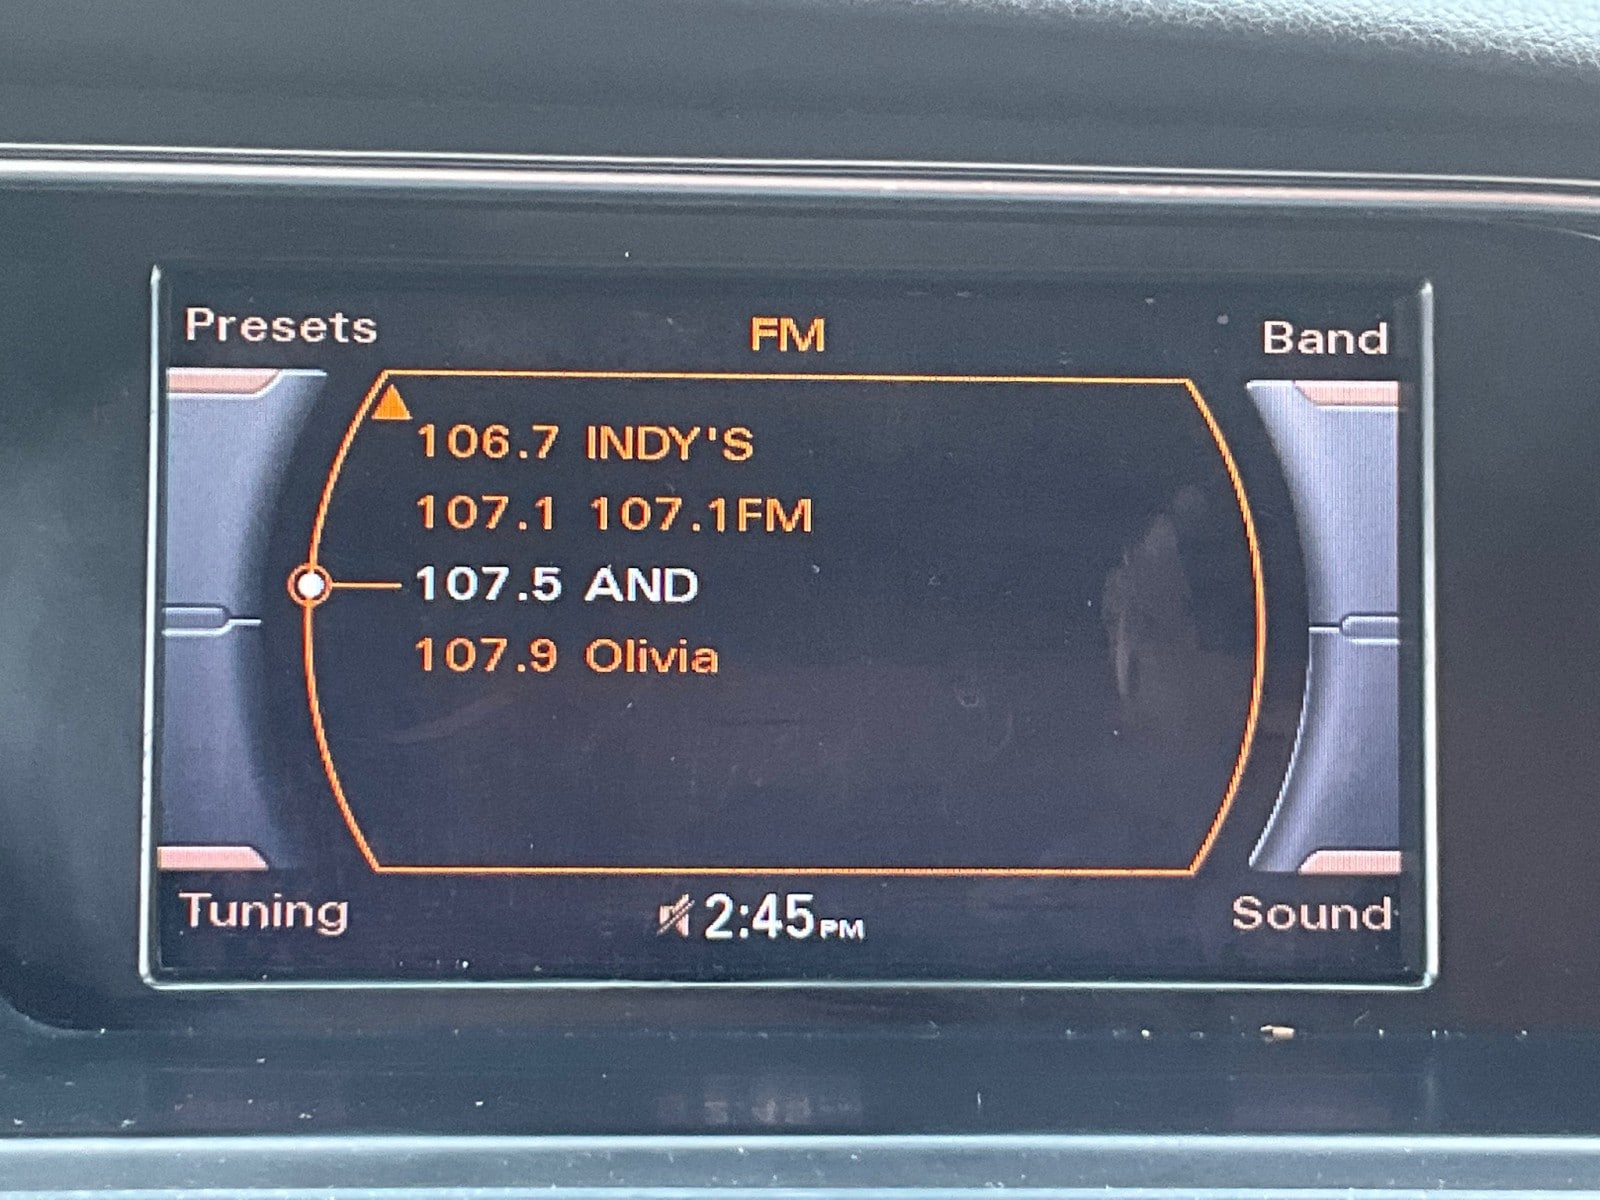 Presets
FM
Band
106.7 INDY'S
107.1 107.1FM
107.5 AND
107.9 Olivia
Tuning
2:45PM
Sound